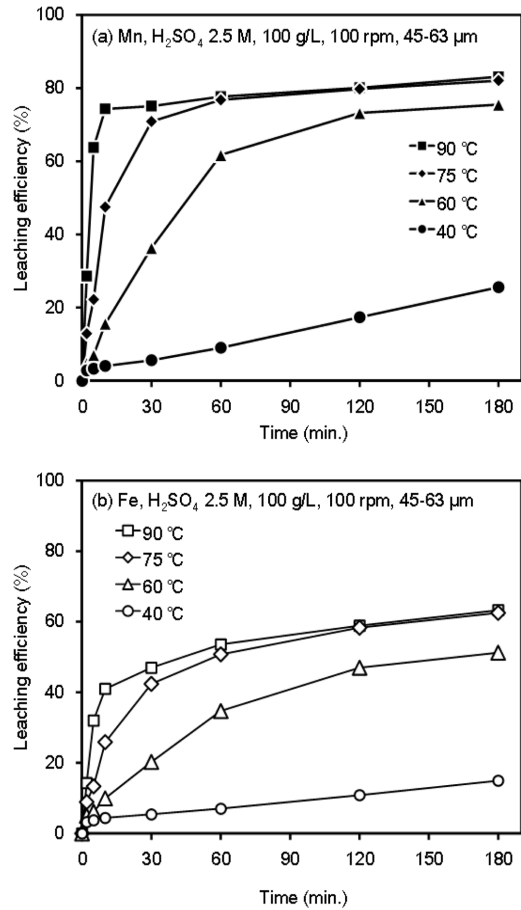 100
(a) Mn, H₂SO₄ 2.5 M, 100 g/L, 100 rpm, 45-63 µm
80
60
40
20
0
Leaching efficiency (%)
90 ℃
75 ℃
60 ℃
40 ℃
0 30 60 90 120 150 180
Time (min.)
100
(b) Fe, H₂SO₄ 2.5 M, 100 g/L, 100 rpm, 45-63 µm
80
60
40
20
0
Leaching efficiency (%)
90 ℃
75 ℃
60 ℃
40 ℃
0 30 60 90 120 150 180
Time (min.)